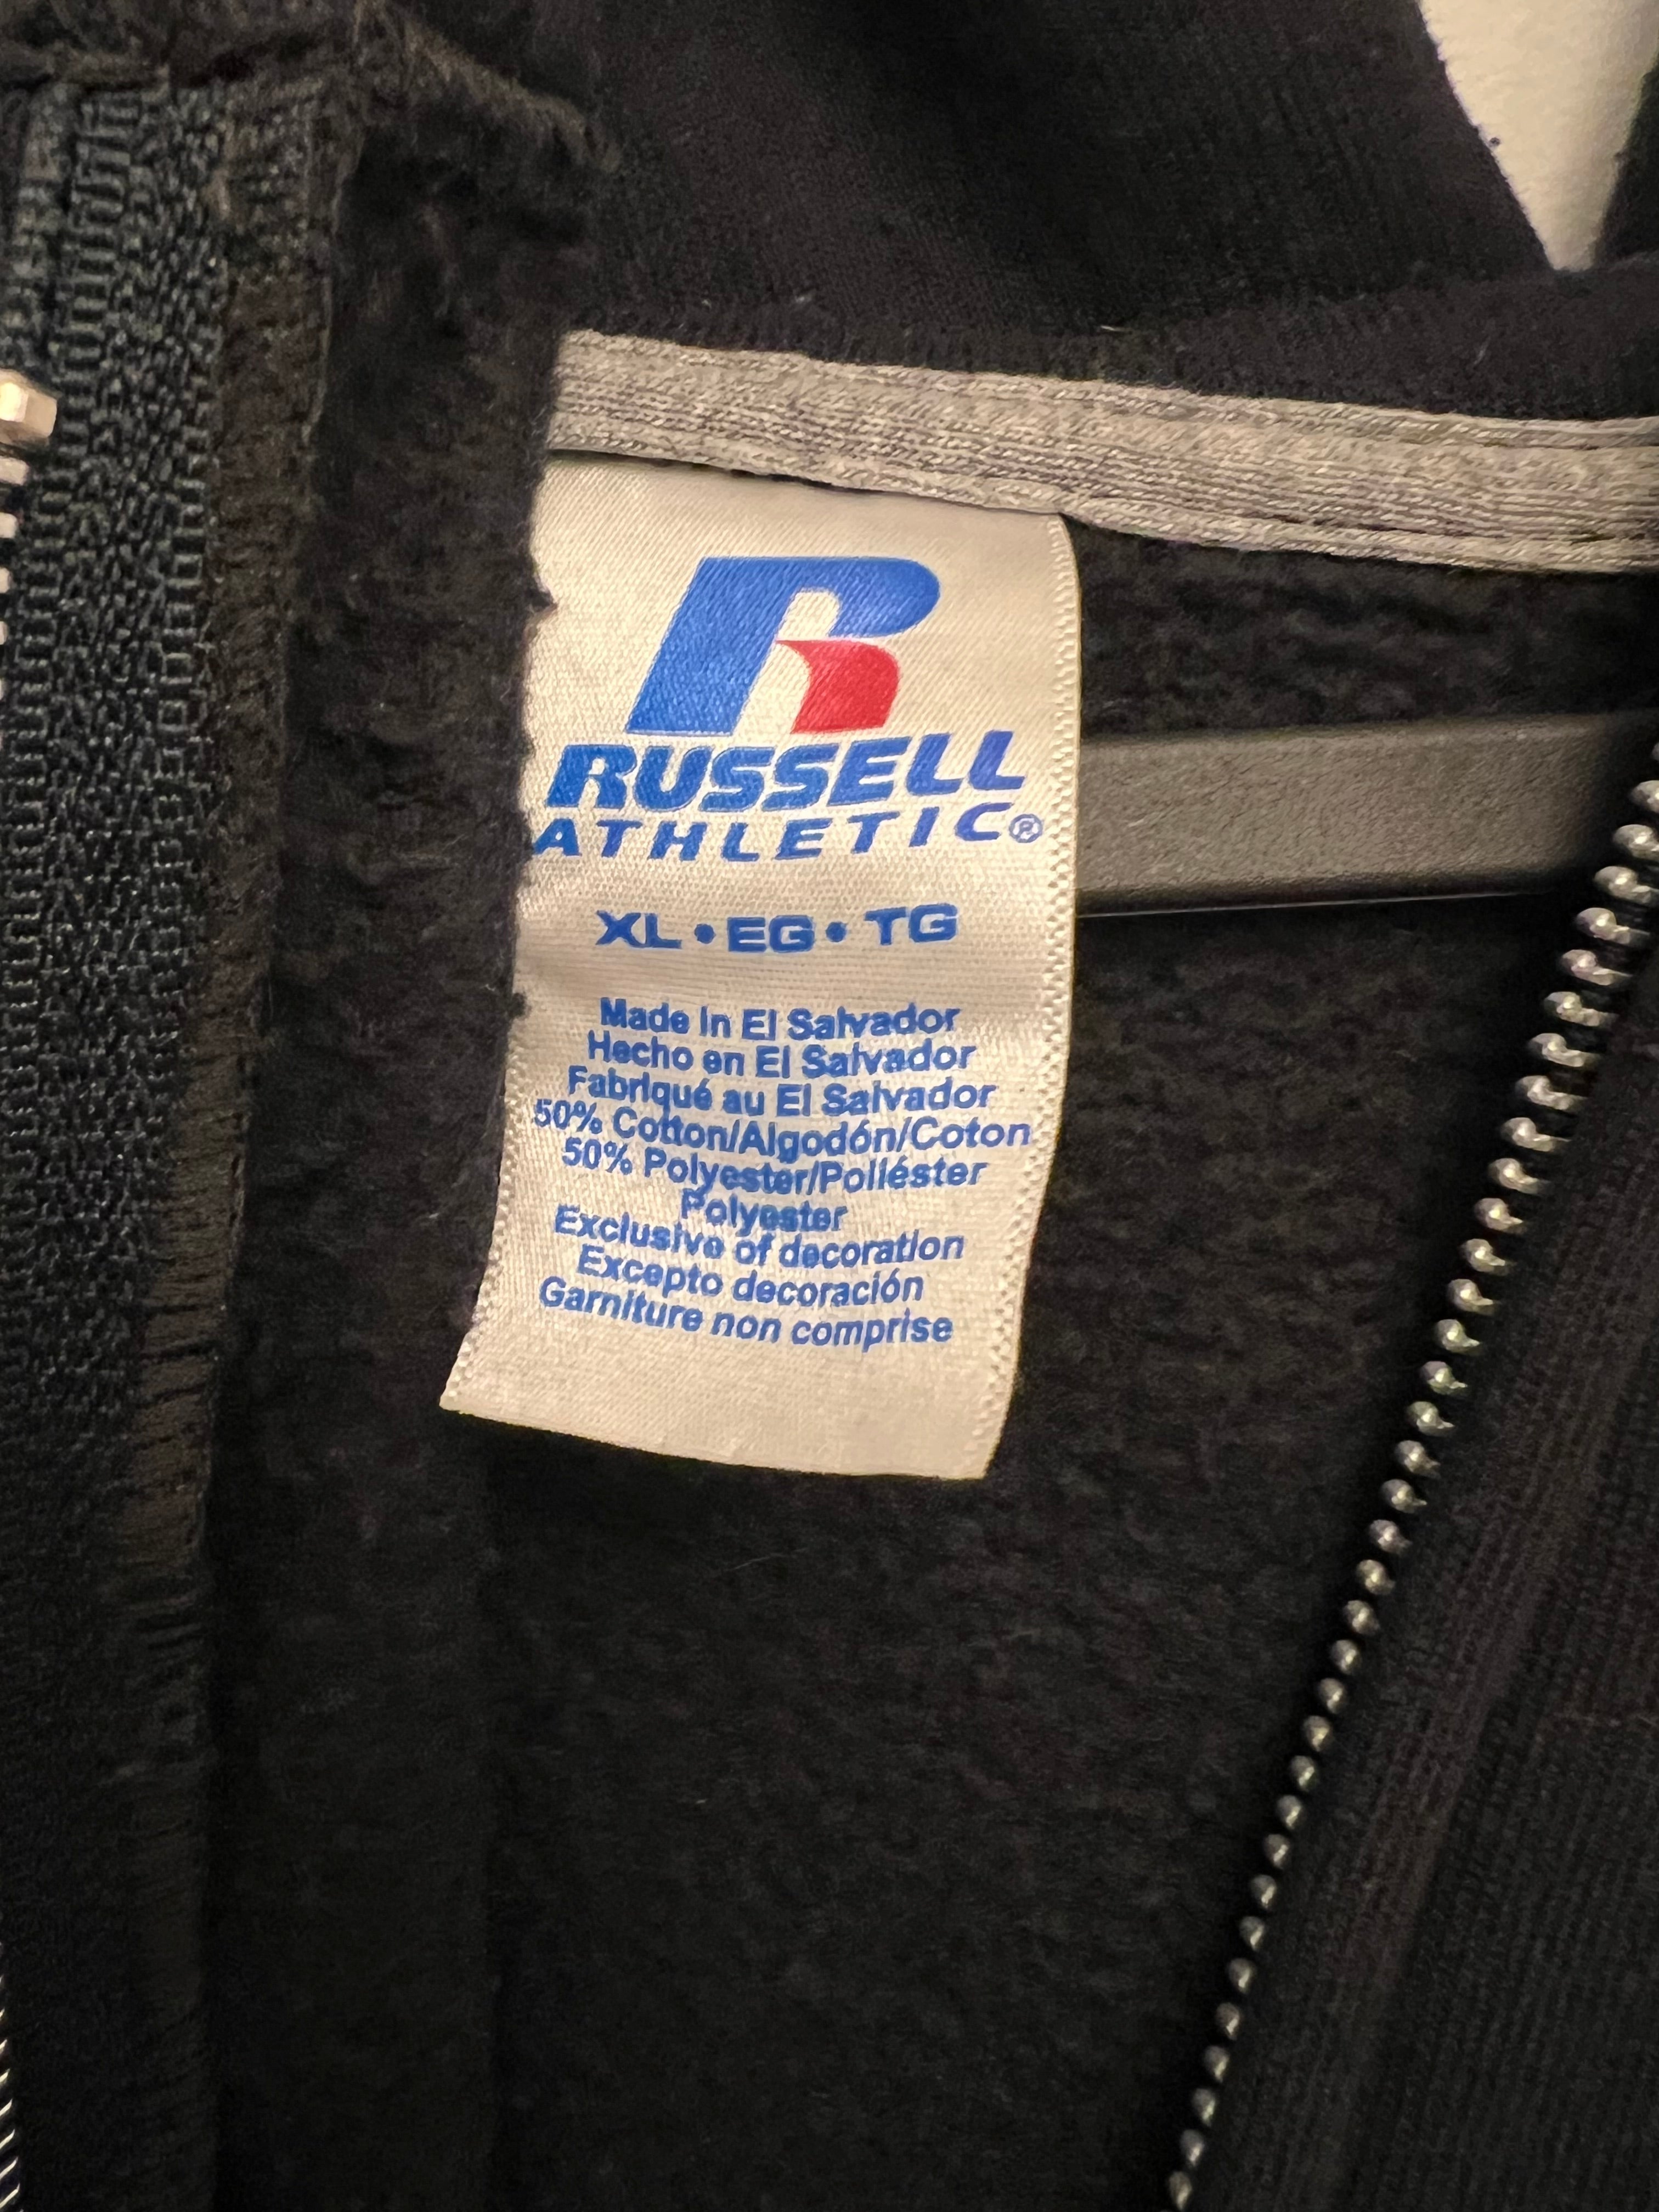 R
RUSSELL
ATHLETIC®
XL • EG • TG
Made In El Salvador
Hecho en El Salvador
Fabriqué au El Salvador
50% Cotton/Algodón/Coton
50% Polyester/Poliéster
Polyester
Exclusive of decoration
Excepto decoración
Garniture non comprise